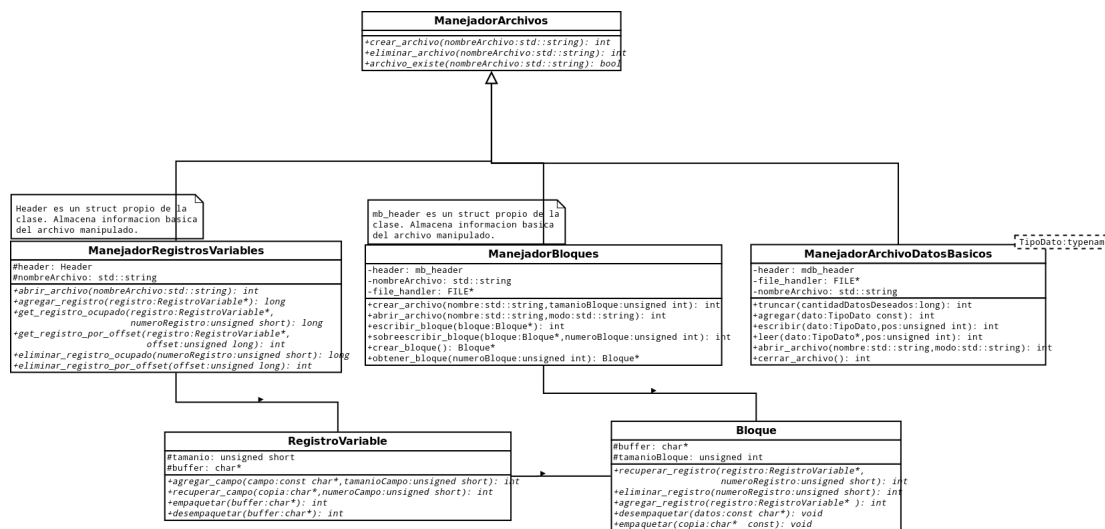 ManejadorArchivos
+crear_archivo(nombreArchivo:std::string): int
+eliminar_archivo(nombreArchivo:std::string): int
+archivo_existe(nombreArchivo:std::string): bool
Header es un struct propio de la
clase. Almacena informacion basica
del archivo manipulado.
ManejadorRegistrosVariables
#header: Header
#nombreArchivo: std::string
+abrir_archivo(nombreArchivo:std::string): int
+agregar_registro(registro:RegistroVariable*): long
+get_registro_ocupado(registro:RegistroVariable*,
numeroRegistro:unsigned short): long
+get_registro_por_offset(registro:RegistroVariable*,
offset:unsigned long): int
+eliminar_registro_ocupado(numeroRegistro:unsigned short): long
+eliminar_registro_por_offset(offset:unsigned long): int
mb_header es un struct propio de la
clase. Almacena informacion basica
del archivo manipulado.
ManejadorBloques
-header: mb_header
-nombreArchivo: std::string
-file_handler: FILE*
+crear_archivo(nombre:std::string,tamanioBloque:unsigned int): int
+abrir_archivo(nombre:std::string,modo:std::string): int
+escribir_bloque(bloque:Bloque*): int
+sobreescribir_bloque(bloque:Bloque*,numeroBloque:unsigned int): int
+crear_bloque(): Bloque*
+obtener_bloque(numeroBloque:unsigned int): Bloque*
TipoDato:typenam
ManejadorArchivoDatosBasicos
-header: mdb_header
-file_handler: FILE*
-nombreArchivo: std::string
+truncar(cantidadDatosDeseados:long): int
+agregar(dato:TipoDato const): int
+escribir(dato:TipoDato,pos:unsigned int): int
+leer(dato:TipoDato*,pos:unsigned int): int
+abrir_archivo(nombre:std::string,modo:std::string): int
+cerrar_archivo(): int
RegistroVariable
#tamanio: unsigned short
#buffer: char*
+agregar_campo(campo:const char*,tamanioCampo:unsigned short): int
+recuperar_campo(copia:char*,numeroCampo:unsigned short): int
+empaquetar(buffer:char*): int
+desempaquetar(buffer:char*): int
Bloque
#buffer: char*
#tamanioBloque: unsigned int
+recuperar_registro(registro:RegistroVariable*,
numeroRegistro:unsigned short): int
+eliminar_registro(numeroRegistro:unsigned short): int
+agregar_registro(registro:RegistroVariable* ): int
+desempaquetar(datos:const char*): void
+empaquetar(copia:char* const): void